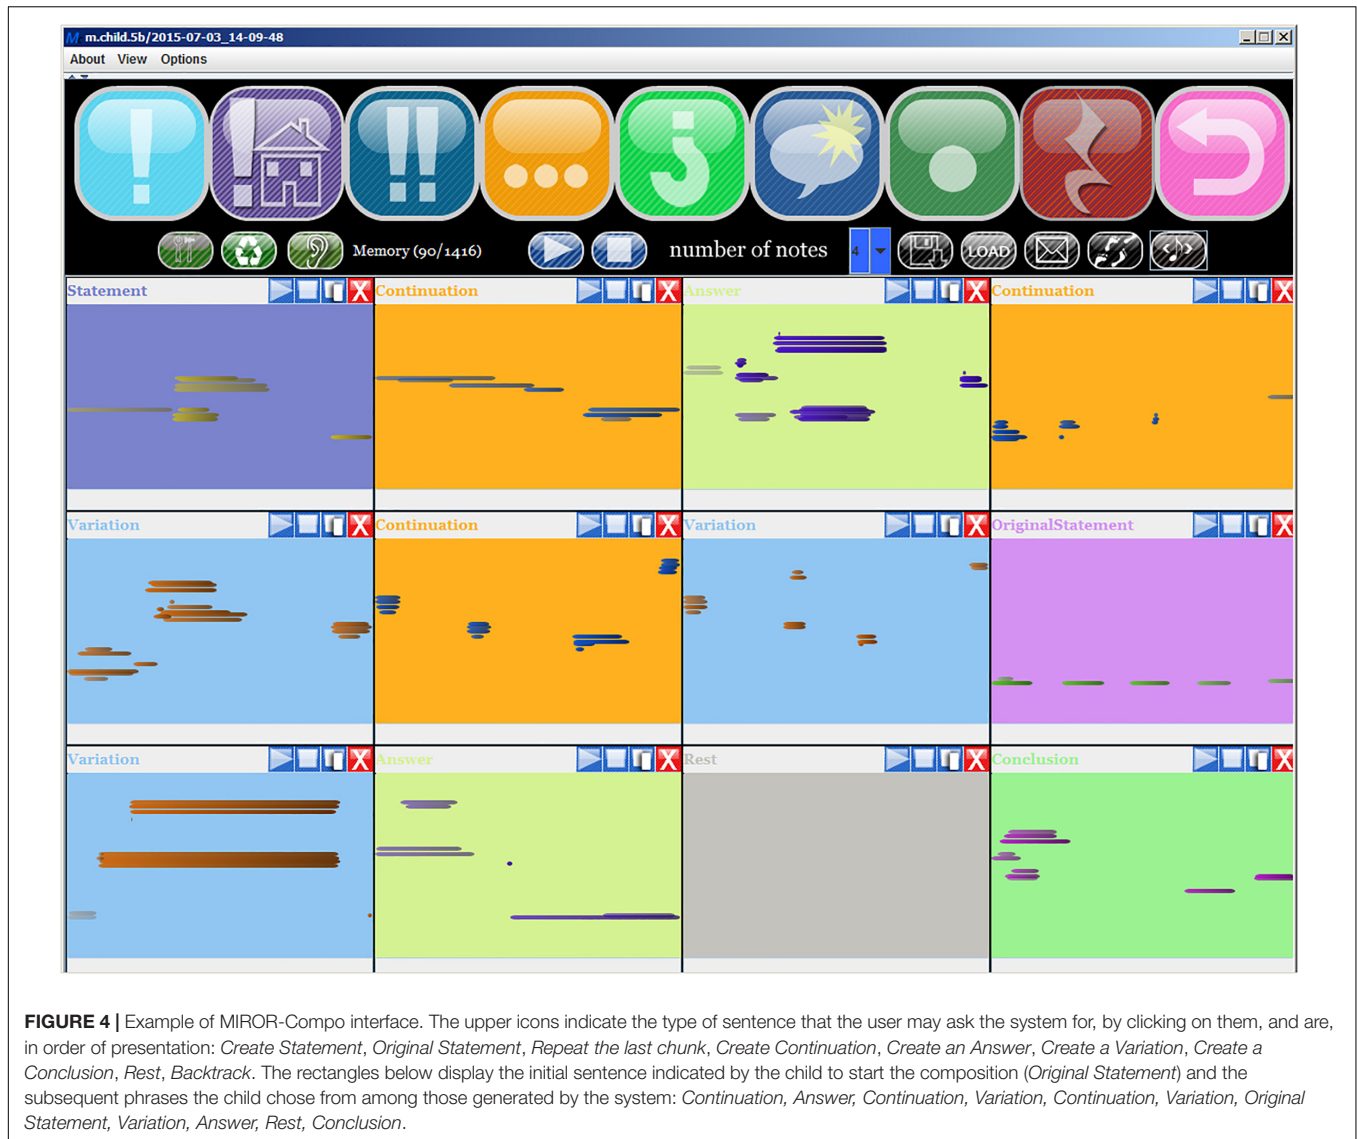 m.child.5b/2015-07-03_14-09-48
About View Options
Memory (90/1416) number of notes 4 LOAD
Statement Continuation Answer Continuation
Variation Continuation Variation OriginalStatement
Variation Answer Rest Conclusion
FIGURE 4 | Example of MIROR-Compo interface. The upper icons indicate the type of sentence that the user may ask the system for, by clicking on them, and are,
in order of presentation: Create Statement, Original Statement, Repeat the last chunk, Create Continuation, Create an Answer, Create a Variation, Create a
Conclusion, Rest, Backtrack. The rectangles below display the initial sentence indicated by the child to start the composition (Original Statement) and the
subsequent phrases the child chose from among those generated by the system: Continuation, Answer, Continuation, Variation, Continuation, Variation, Original
Statement, Variation, Answer, Rest, Conclusion.